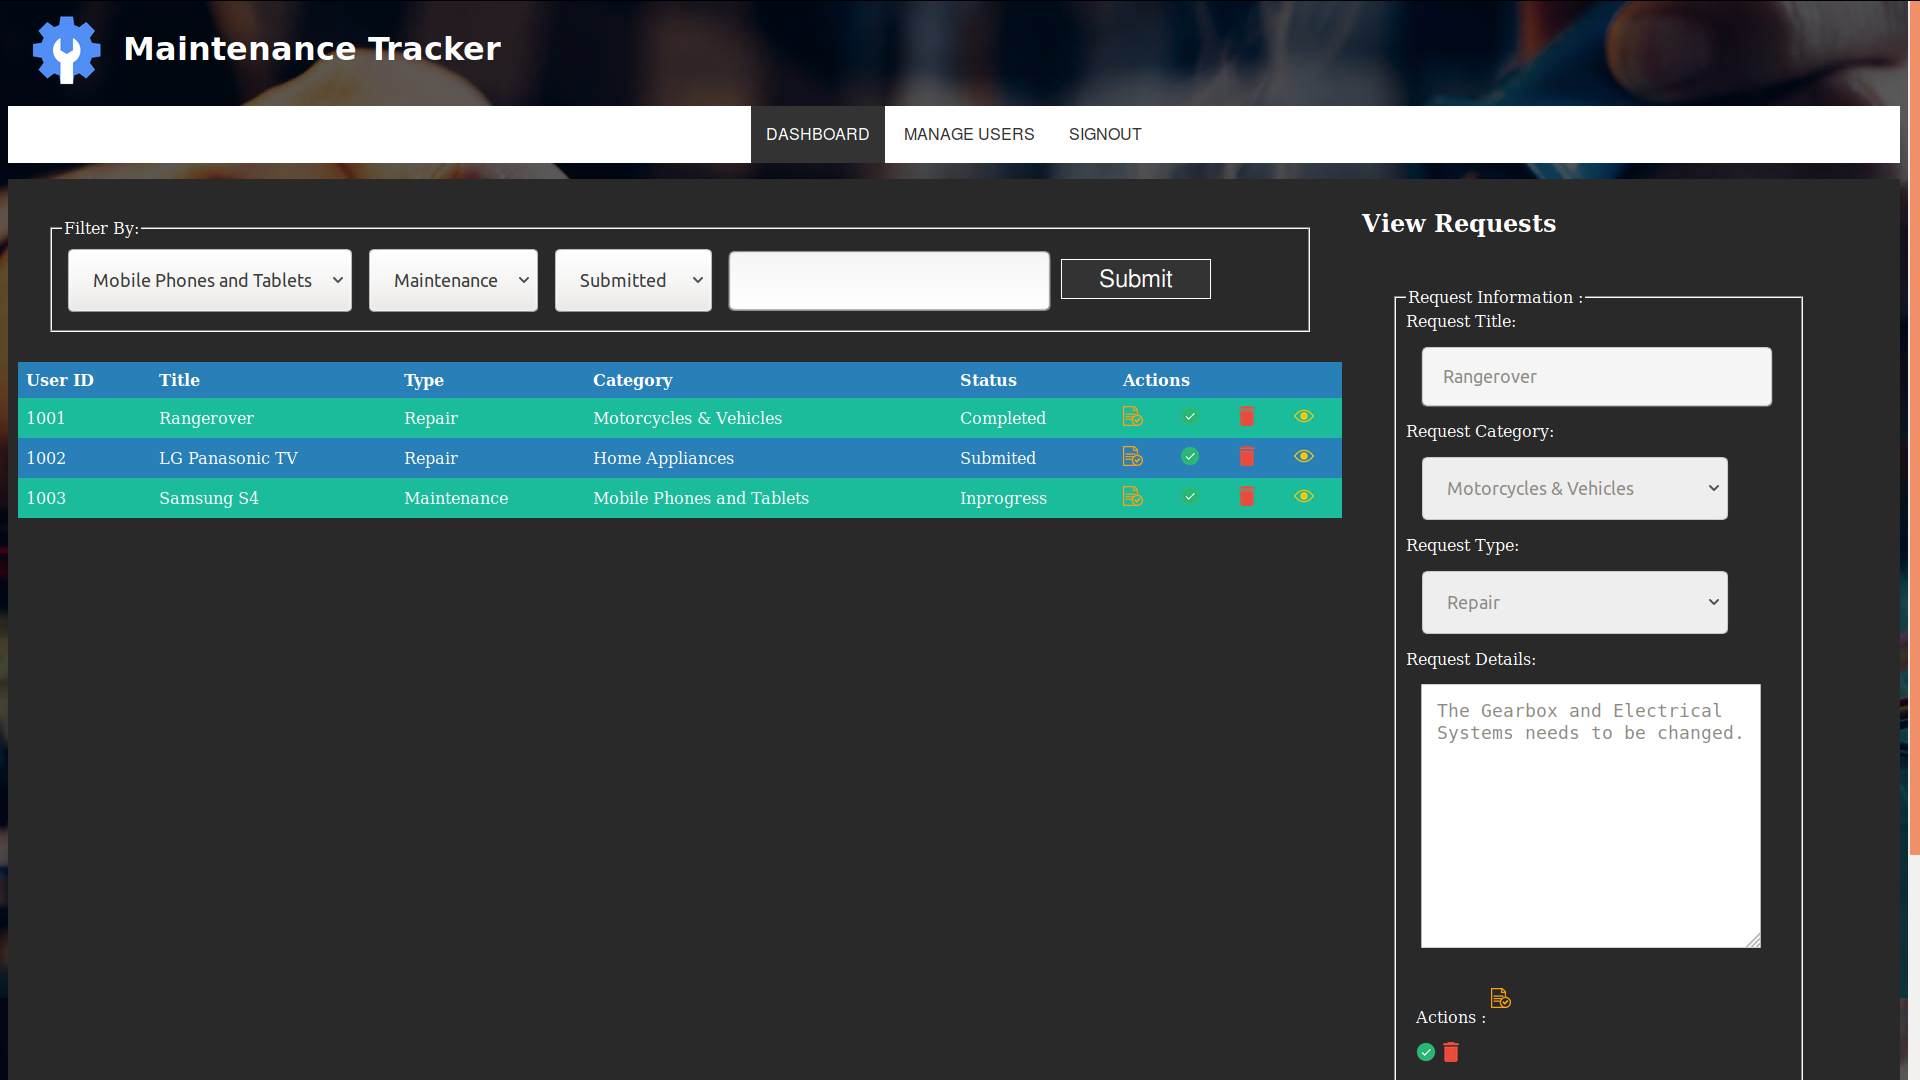 Maintenance Tracker
DASHBOARD MANAGE USERS SIGNOUT
Filter By:
Mobile Phones and Tablets Maintenance Submitted Submit
User ID Title Type Category Status Actions
1001 Rangerover Repair Motorcycles & Vehicles Completed
1002 LG Panasonic TV Repair Home Appliances Submited
1003 Samsung S4 Maintenance Mobile Phones and Tablets Inprogress
View Requests
Request Information :
Request Title:
Rangerover
Request Category:
Motorcycles & Vehicles
Request Type:
Repair
Request Details:
The Gearbox and Electrical
Systems needs to be changed.
Actions :